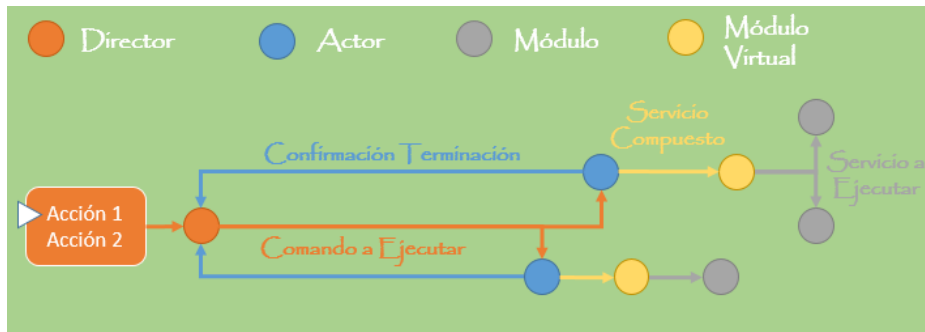 Director
Actor
Módulo
Módulo
Virtual
Servicio
Compuesto
Confirmación Terminación
Servicio a
Ejecutar
Acción 1
Acción 2
Comando a Ejecutar